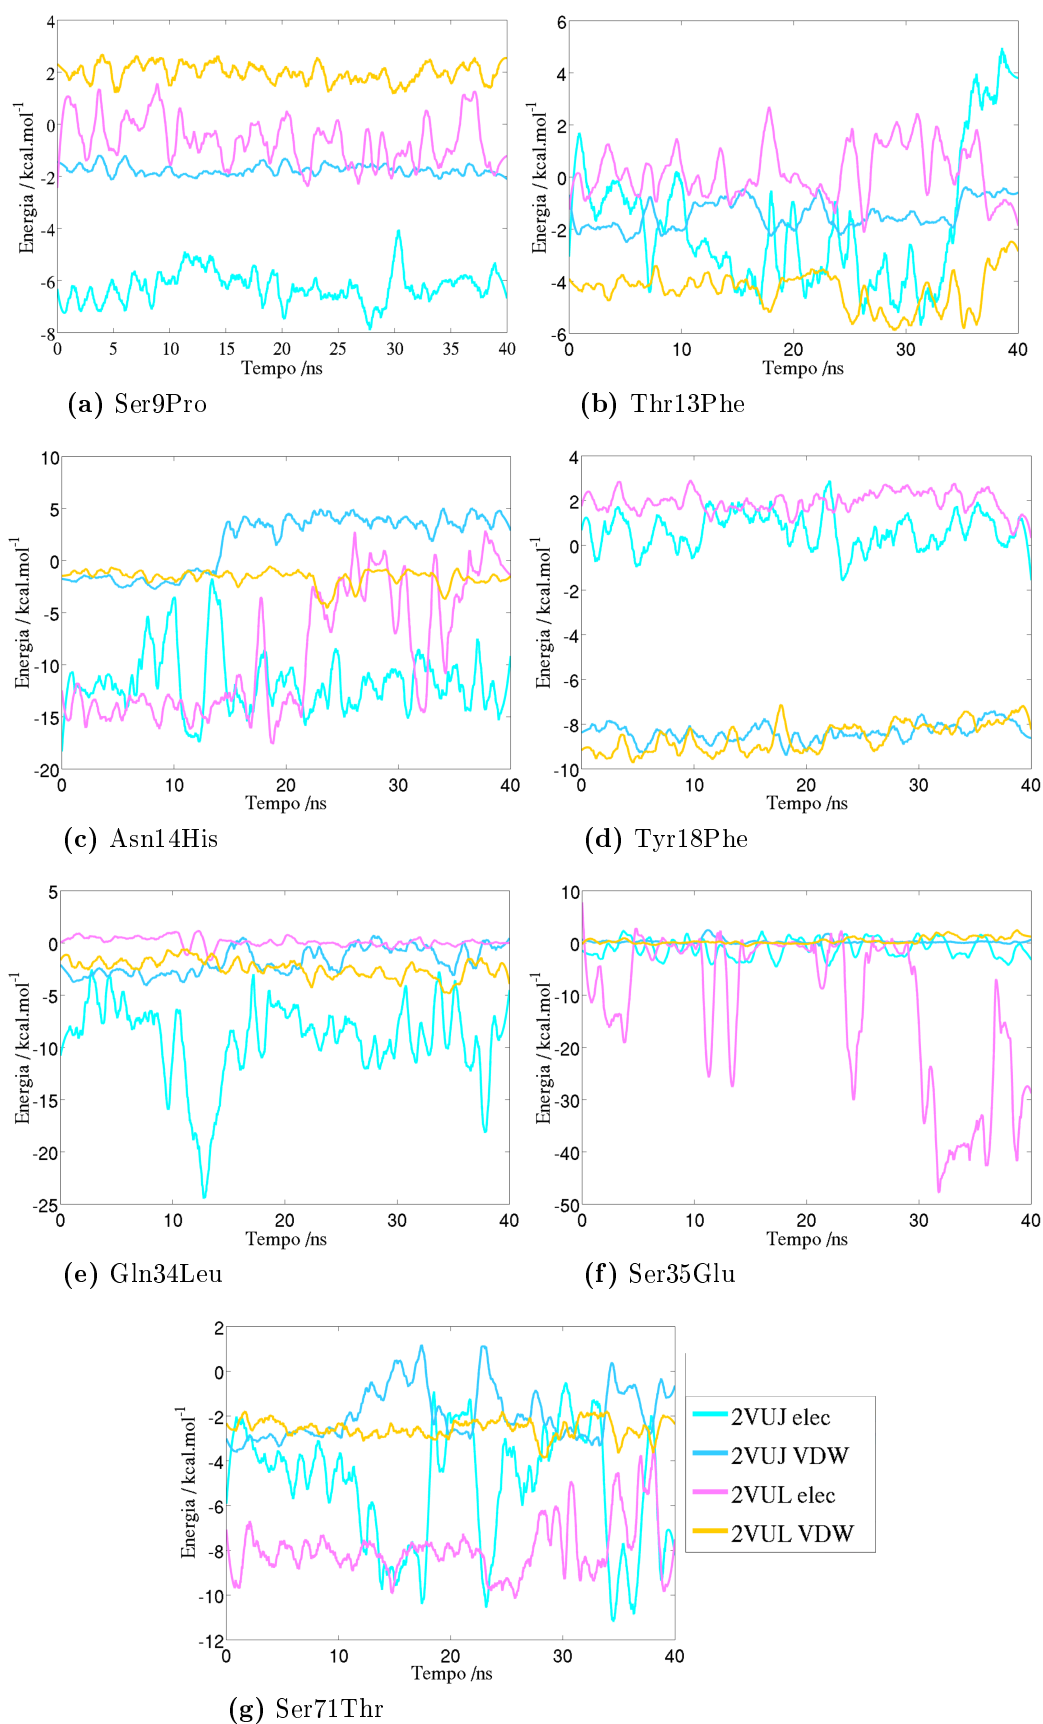 4
2
0
-2
-4
-6
-8
0 5 10 15 20 25 30 35 40
Energia / kcal.mol-1
Tempo /ns
(a) Ser9Pro
6
4
2
0
-2
-4
-6
0 10 20 30 40
Energia / kcal.mol-1
Tempo /ns
(b) Thr13Phe
10
5
0
-5
-10
-15
-20
0 10 20 30 40
Energia / kcal.mol-1
Tempo /ns
(c) Asn14His
4
2
0
-2
-4
-6
-8
-10
0 10 20 30 40
Energia / kcal.mol-1
Tempo /ns
(d) Tyr18Phe
5
0
-5
-10
-15
-20
-25
0 10 20 30 40
Energia / kcal.mol-1
Tempo /ns
(e) Gln34Leu
10
0
-10
-20
-30
-40
-50
0 10 20 30 40
Energia / kcal.mol-1
Tempo /ns
(f) Ser35Glu
2
0
-2
-4
-6
-8
-10
-12
0 10 20 30 40
Energia / kcal.mol-1
Tempo /ns
(g) Ser71Thr
2VUJ elec
2VUJ VDW
2VUL elec
2VUL VDW